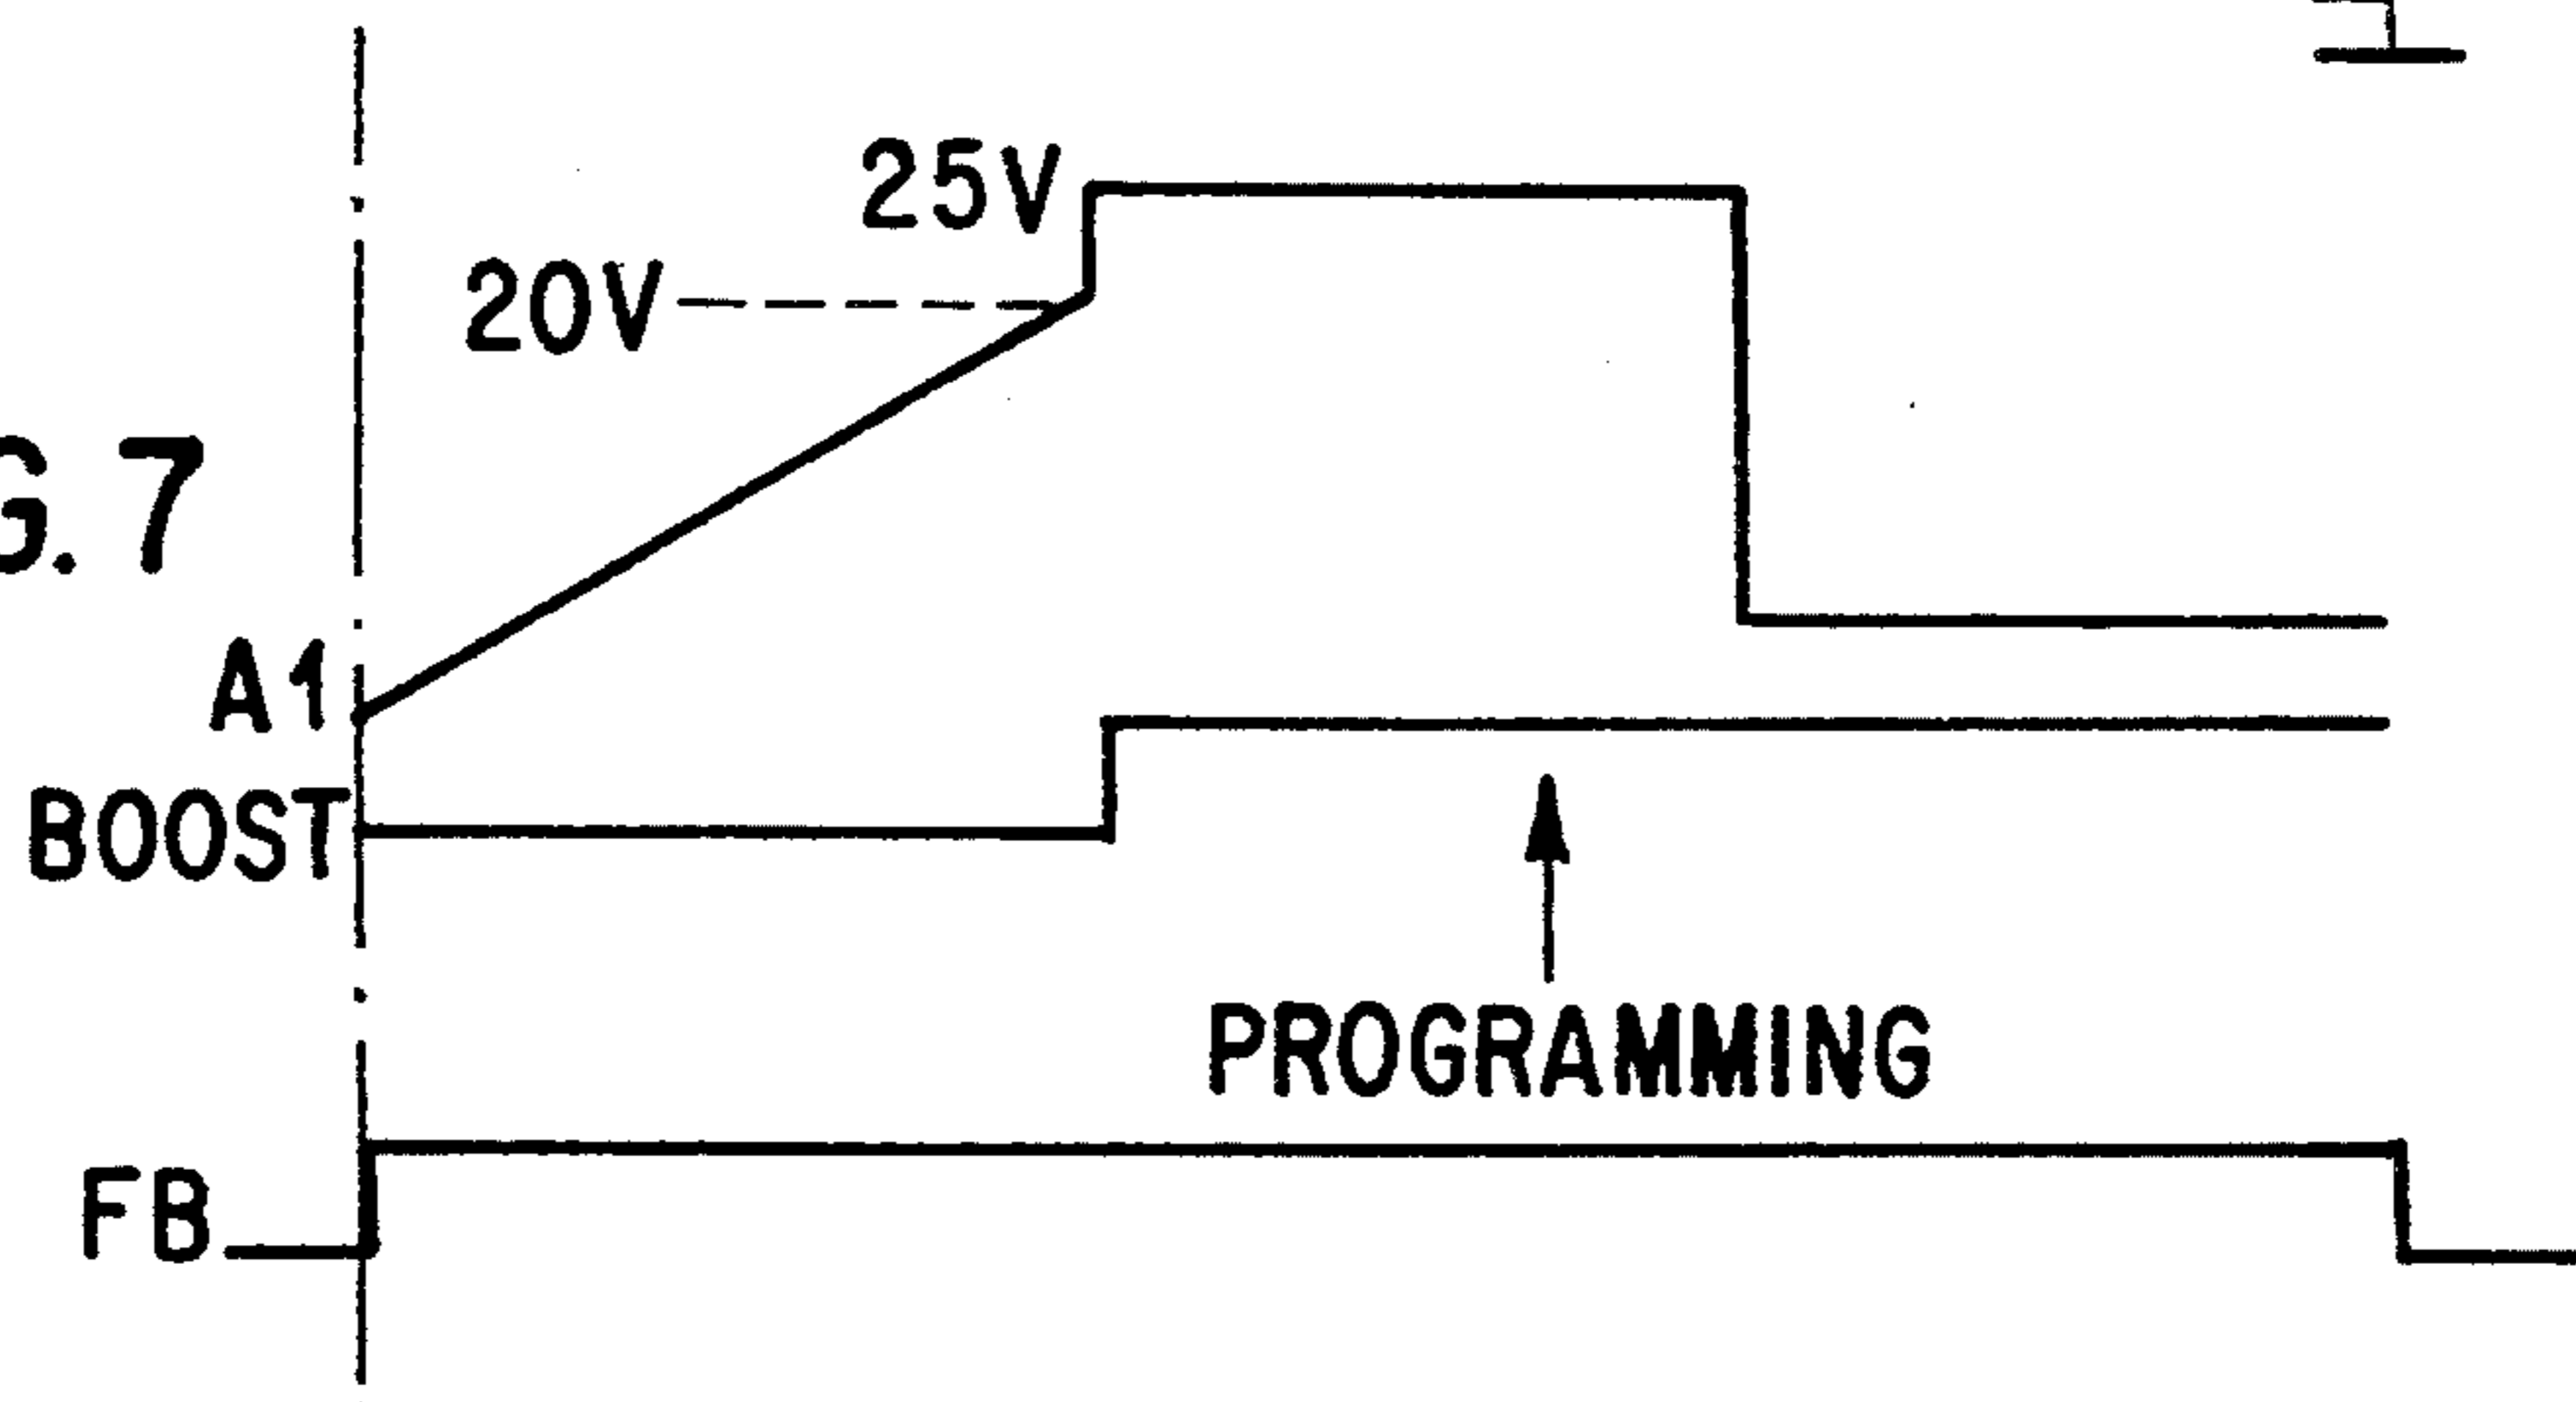 25V
20V
G. 7
A1
BOOST
PROGRAMMING
FB